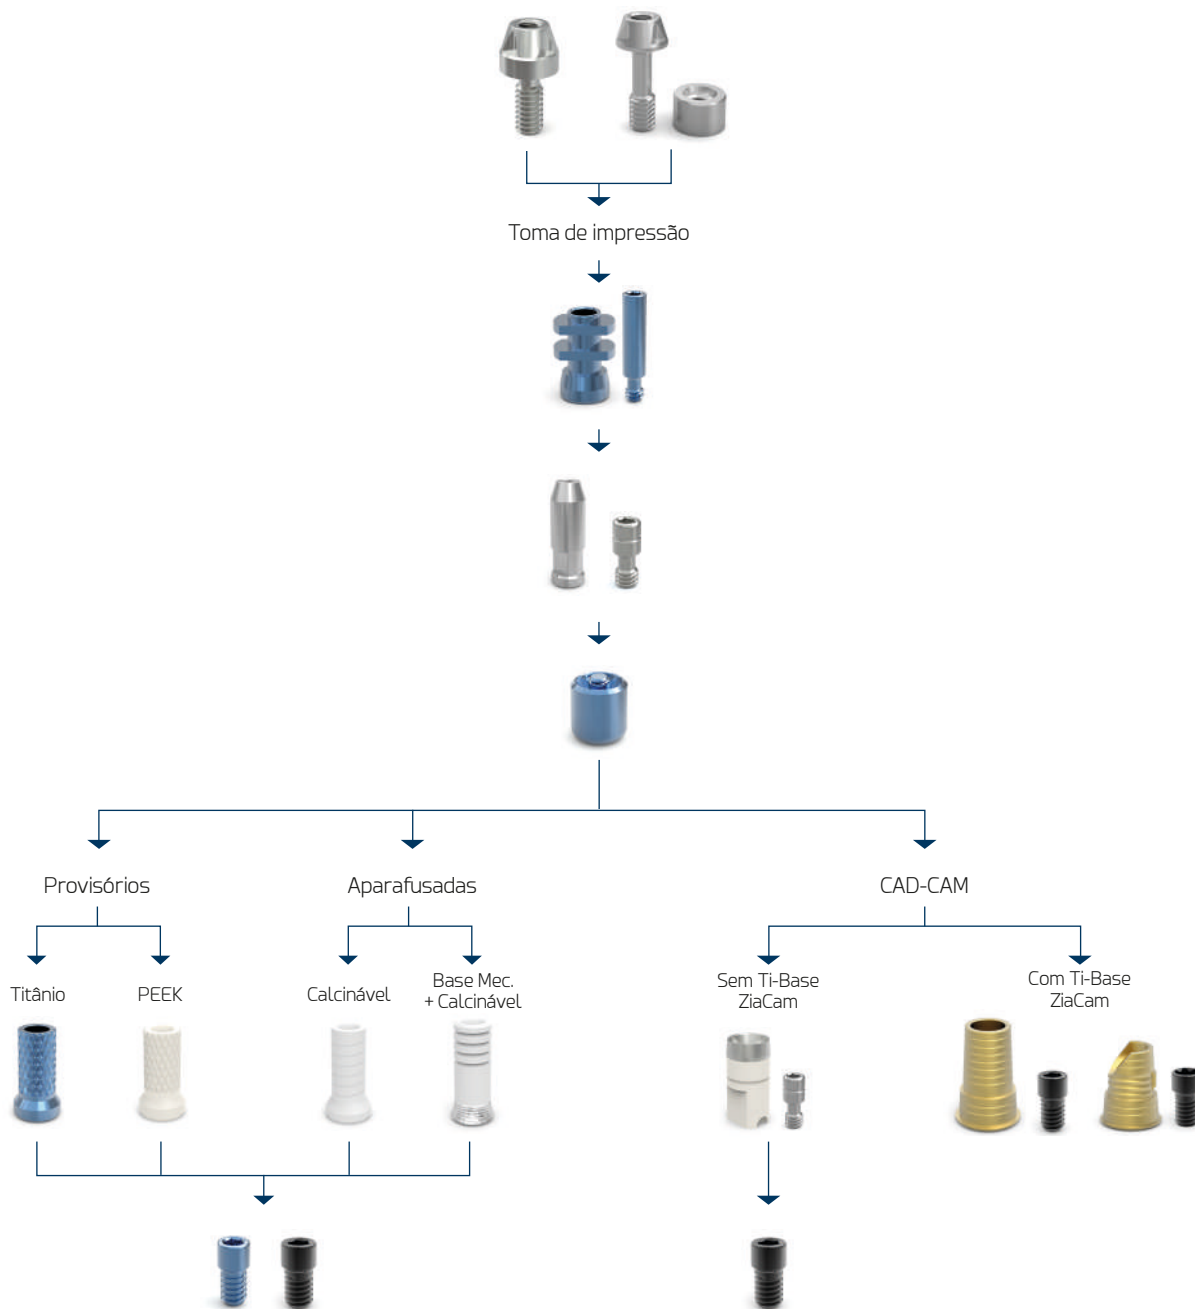 Toma de impressão
Provisórios
Aparafusadas
CAD-CAM
Titânio
PEEK
Calcinável
Base Mec.
+ Calcinável
Sem Ti-Base
ZiaCam
Com Ti-Base
ZiaCam